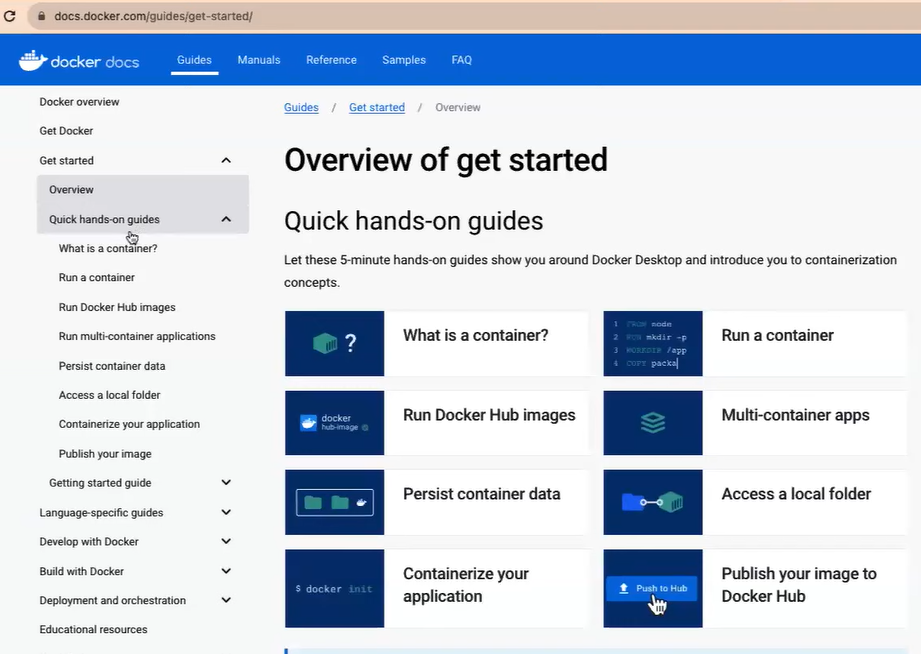 docs.docker.com/guides/get-started/
docker docs
Guides
Manuals
Reference
Samples
FAQ
Docker overview
Get Docker
Get started
Overview
Quick hands-on guides
What is a container?
Run a container
Run Docker Hub images
Run multi-container applications
Persist container data
Access a local folder
Containerize your application
Publish your image
Getting started guide
Language-specific guides
Develop with Docker
Build with Docker
Deployment and orchestration
Educational resources
Guides / Get started / Overview
Overview of get started
Quick hands-on guides
Let these 5-minute hands-on guides show you around Docker Desktop and introduce you to containerization
concepts.
?
What is a container?
1 FROM node
2 RUN mkdir -p
3 WORKDIR /app
4 COPY packa
Run a container
docker
hub-image
Run Docker Hub images
Multi-container apps
Persist container data
Access a local folder
$ docker init
Containerize your
application
Push to Hub
Publish your image to
Docker Hub